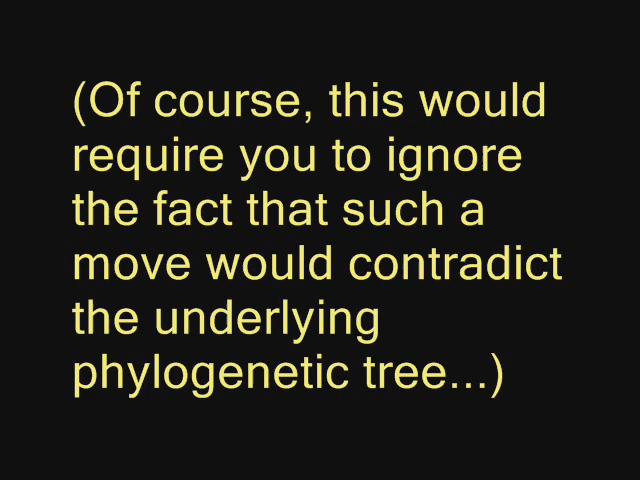 (Of course, this would
require you to ignore
the fact that such a
move would contradict
the underlying
phylogenetic tree...)